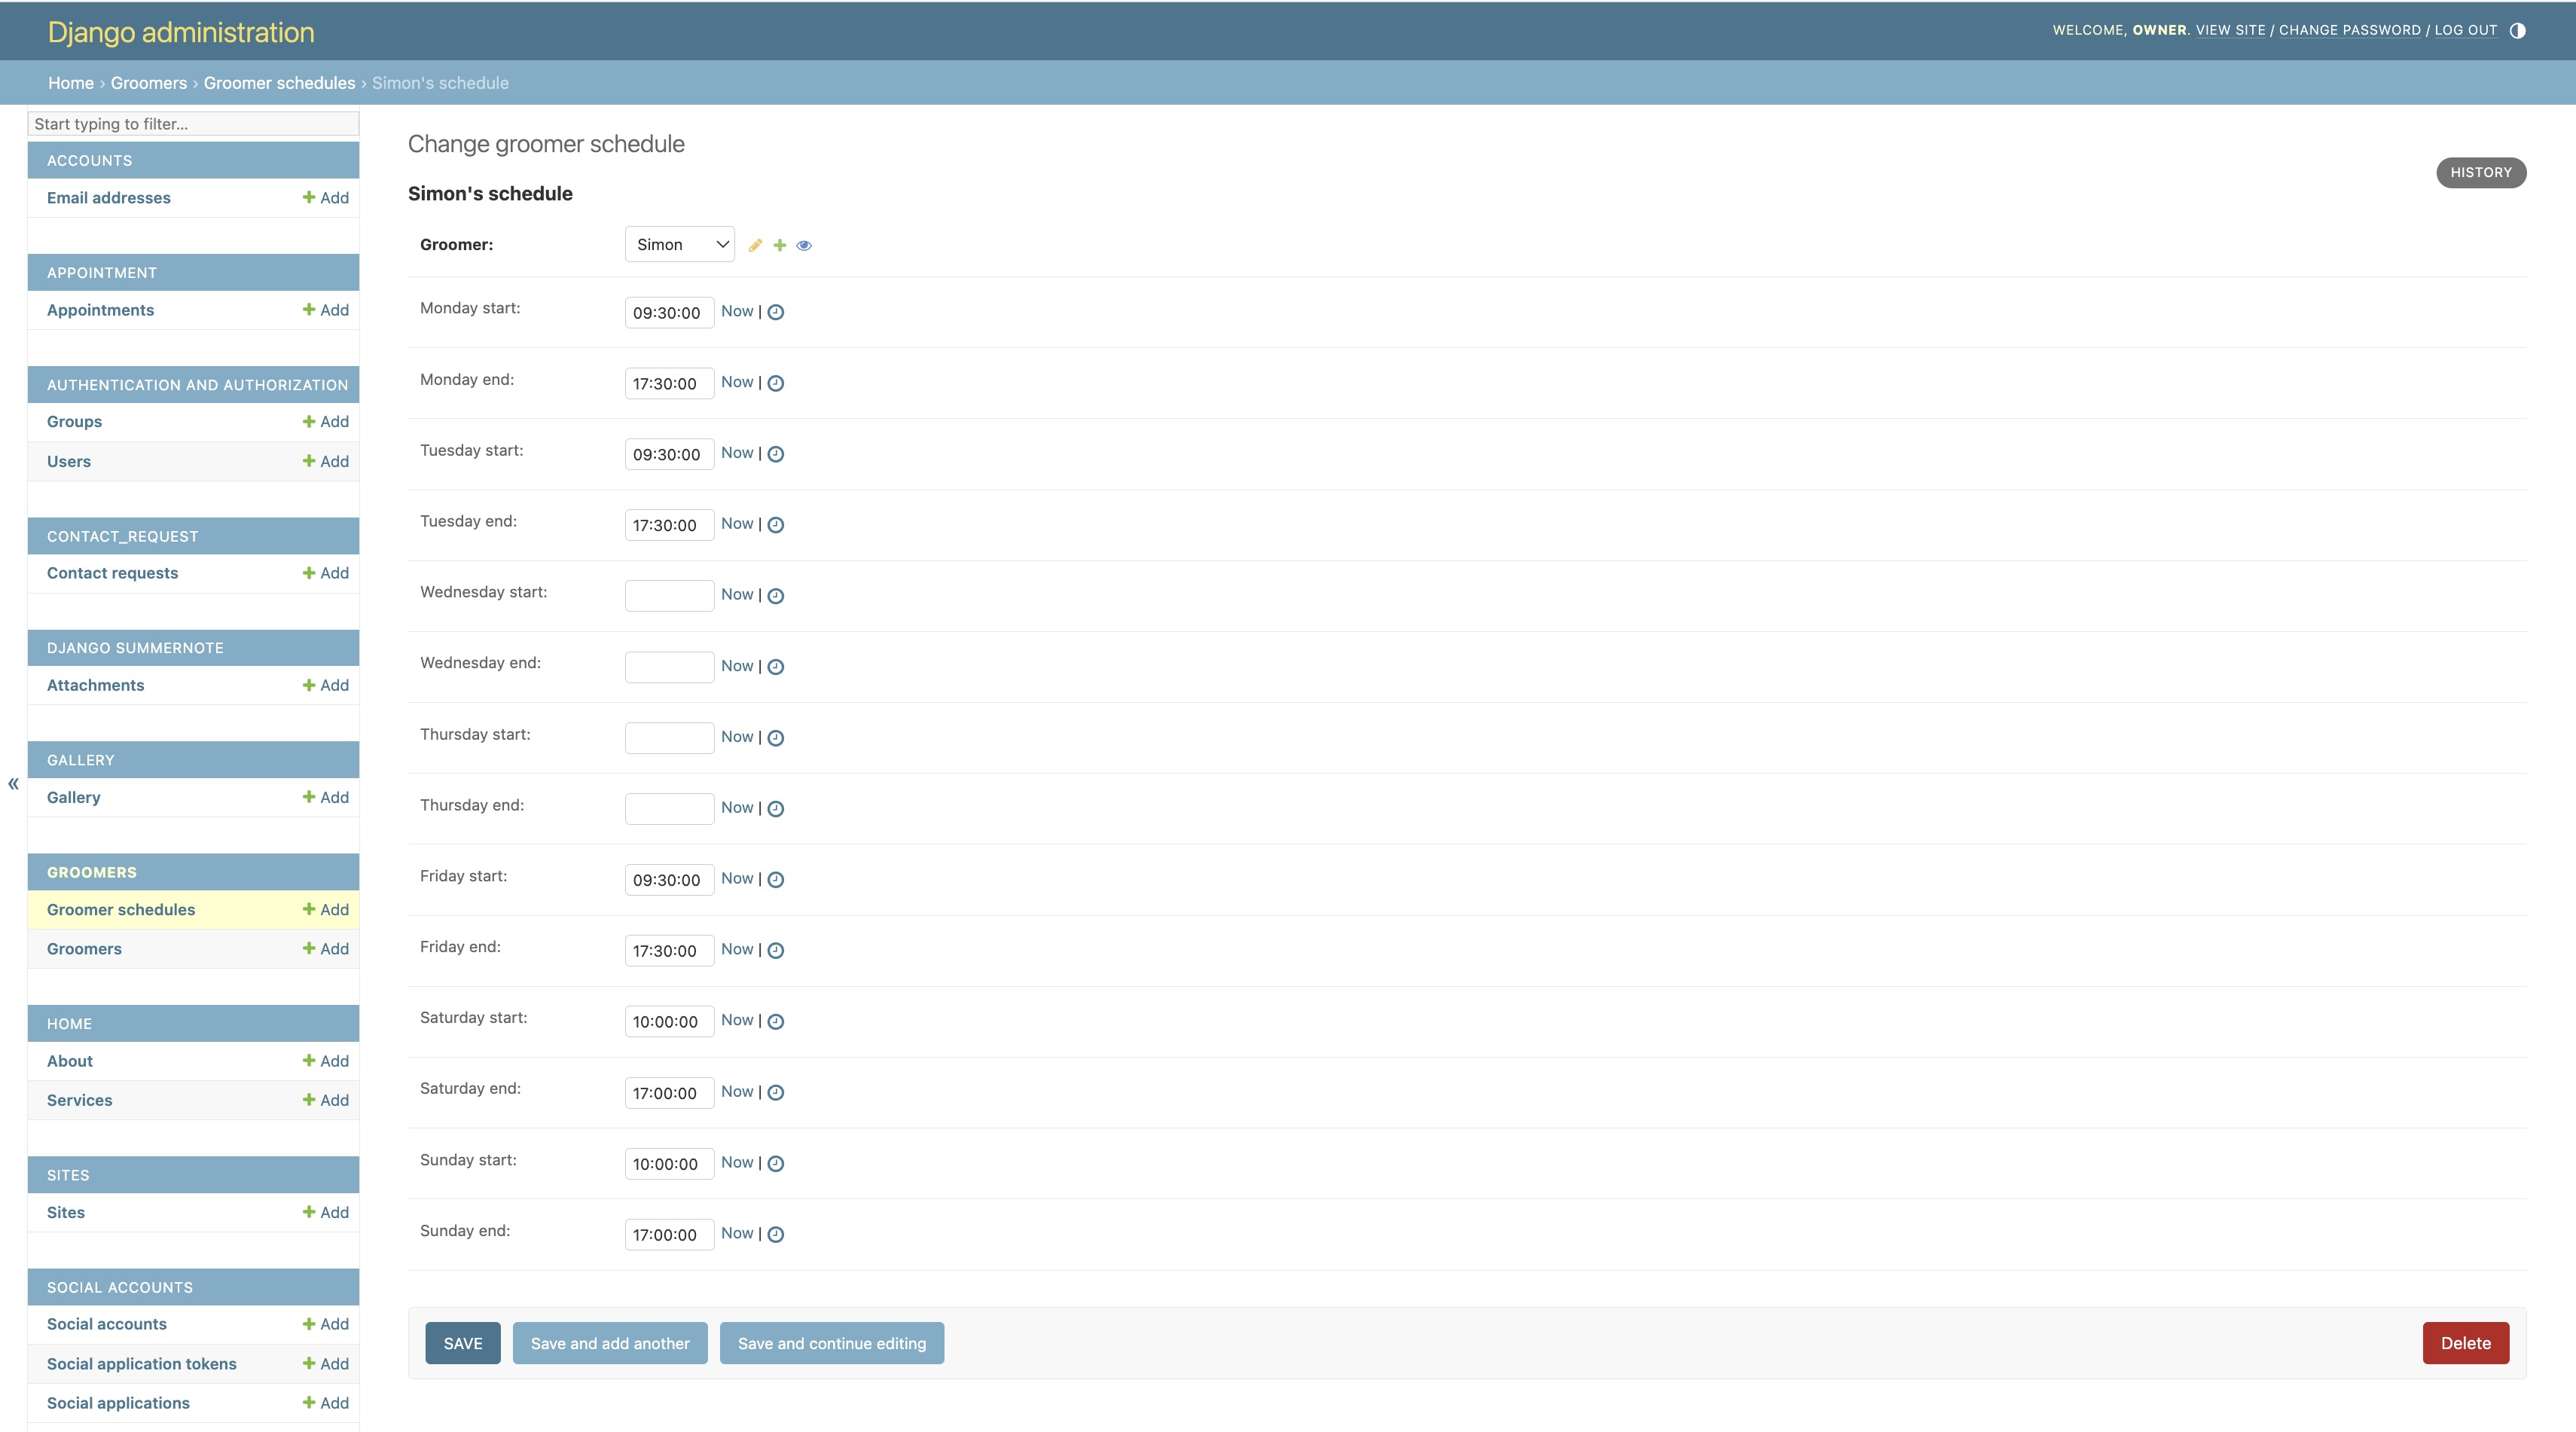 Django administration
WELCOME, OWNER. VIEW SITE / CHANGE PASSWORD / LOG OUT
Home › Groomers › Groomer schedules › Simon's schedule
Start typing to filter...
ACCOUNTS
Email addresses + Add
APPOINTMENT
Appointments + Add
AUTHENTICATION AND AUTHORIZATION
Groups + Add
Users + Add
CONTACT_REQUEST
Contact requests + Add
DJANGO SUMMERNOTE
Attachments + Add
GALLERY
Gallery + Add
«
GROOMERS
Groomer schedules + Add
Groomers + Add
HOME
About + Add
Services + Add
SITES
Sites + Add
SOCIAL ACCOUNTS
Social accounts + Add
Social application tokens + Add
Social applications + Add
Change groomer schedule
HISTORY
Simon's schedule
Groomer: Simon
Monday start: 09:30:00 Now |
Monday end: 17:30:00 Now |
Tuesday start: 09:30:00 Now |
Tuesday end: 17:30:00 Now |
Wednesday start: Now |
Wednesday end: Now |
Thursday start: Now |
Thursday end: Now |
Friday start: 09:30:00 Now |
Friday end: 17:30:00 Now |
Saturday start: 10:00:00 Now |
Saturday end: 17:00:00 Now |
Sunday start: 10:00:00 Now |
Sunday end: 17:00:00 Now |
SAVE Save and add another Save and continue editing Delete